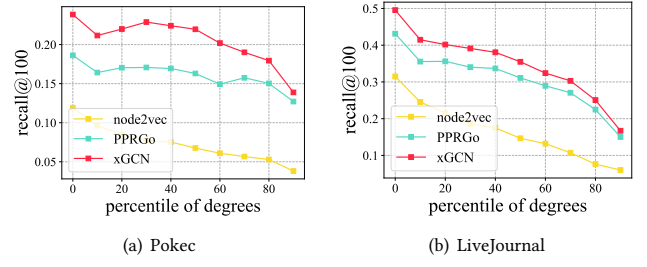 recall@100
0.20
0.15
0.10
0.05
node2vec
PPRGo
xGCN
0 20 40 60 80
percentile of degrees
(a) Pokec
recall@100
0.5
0.4
0.3
0.2
0.1
node2vec
PPRGo
xGCN
0 20 40 60 80
percentile of degrees
(b) LiveJournal